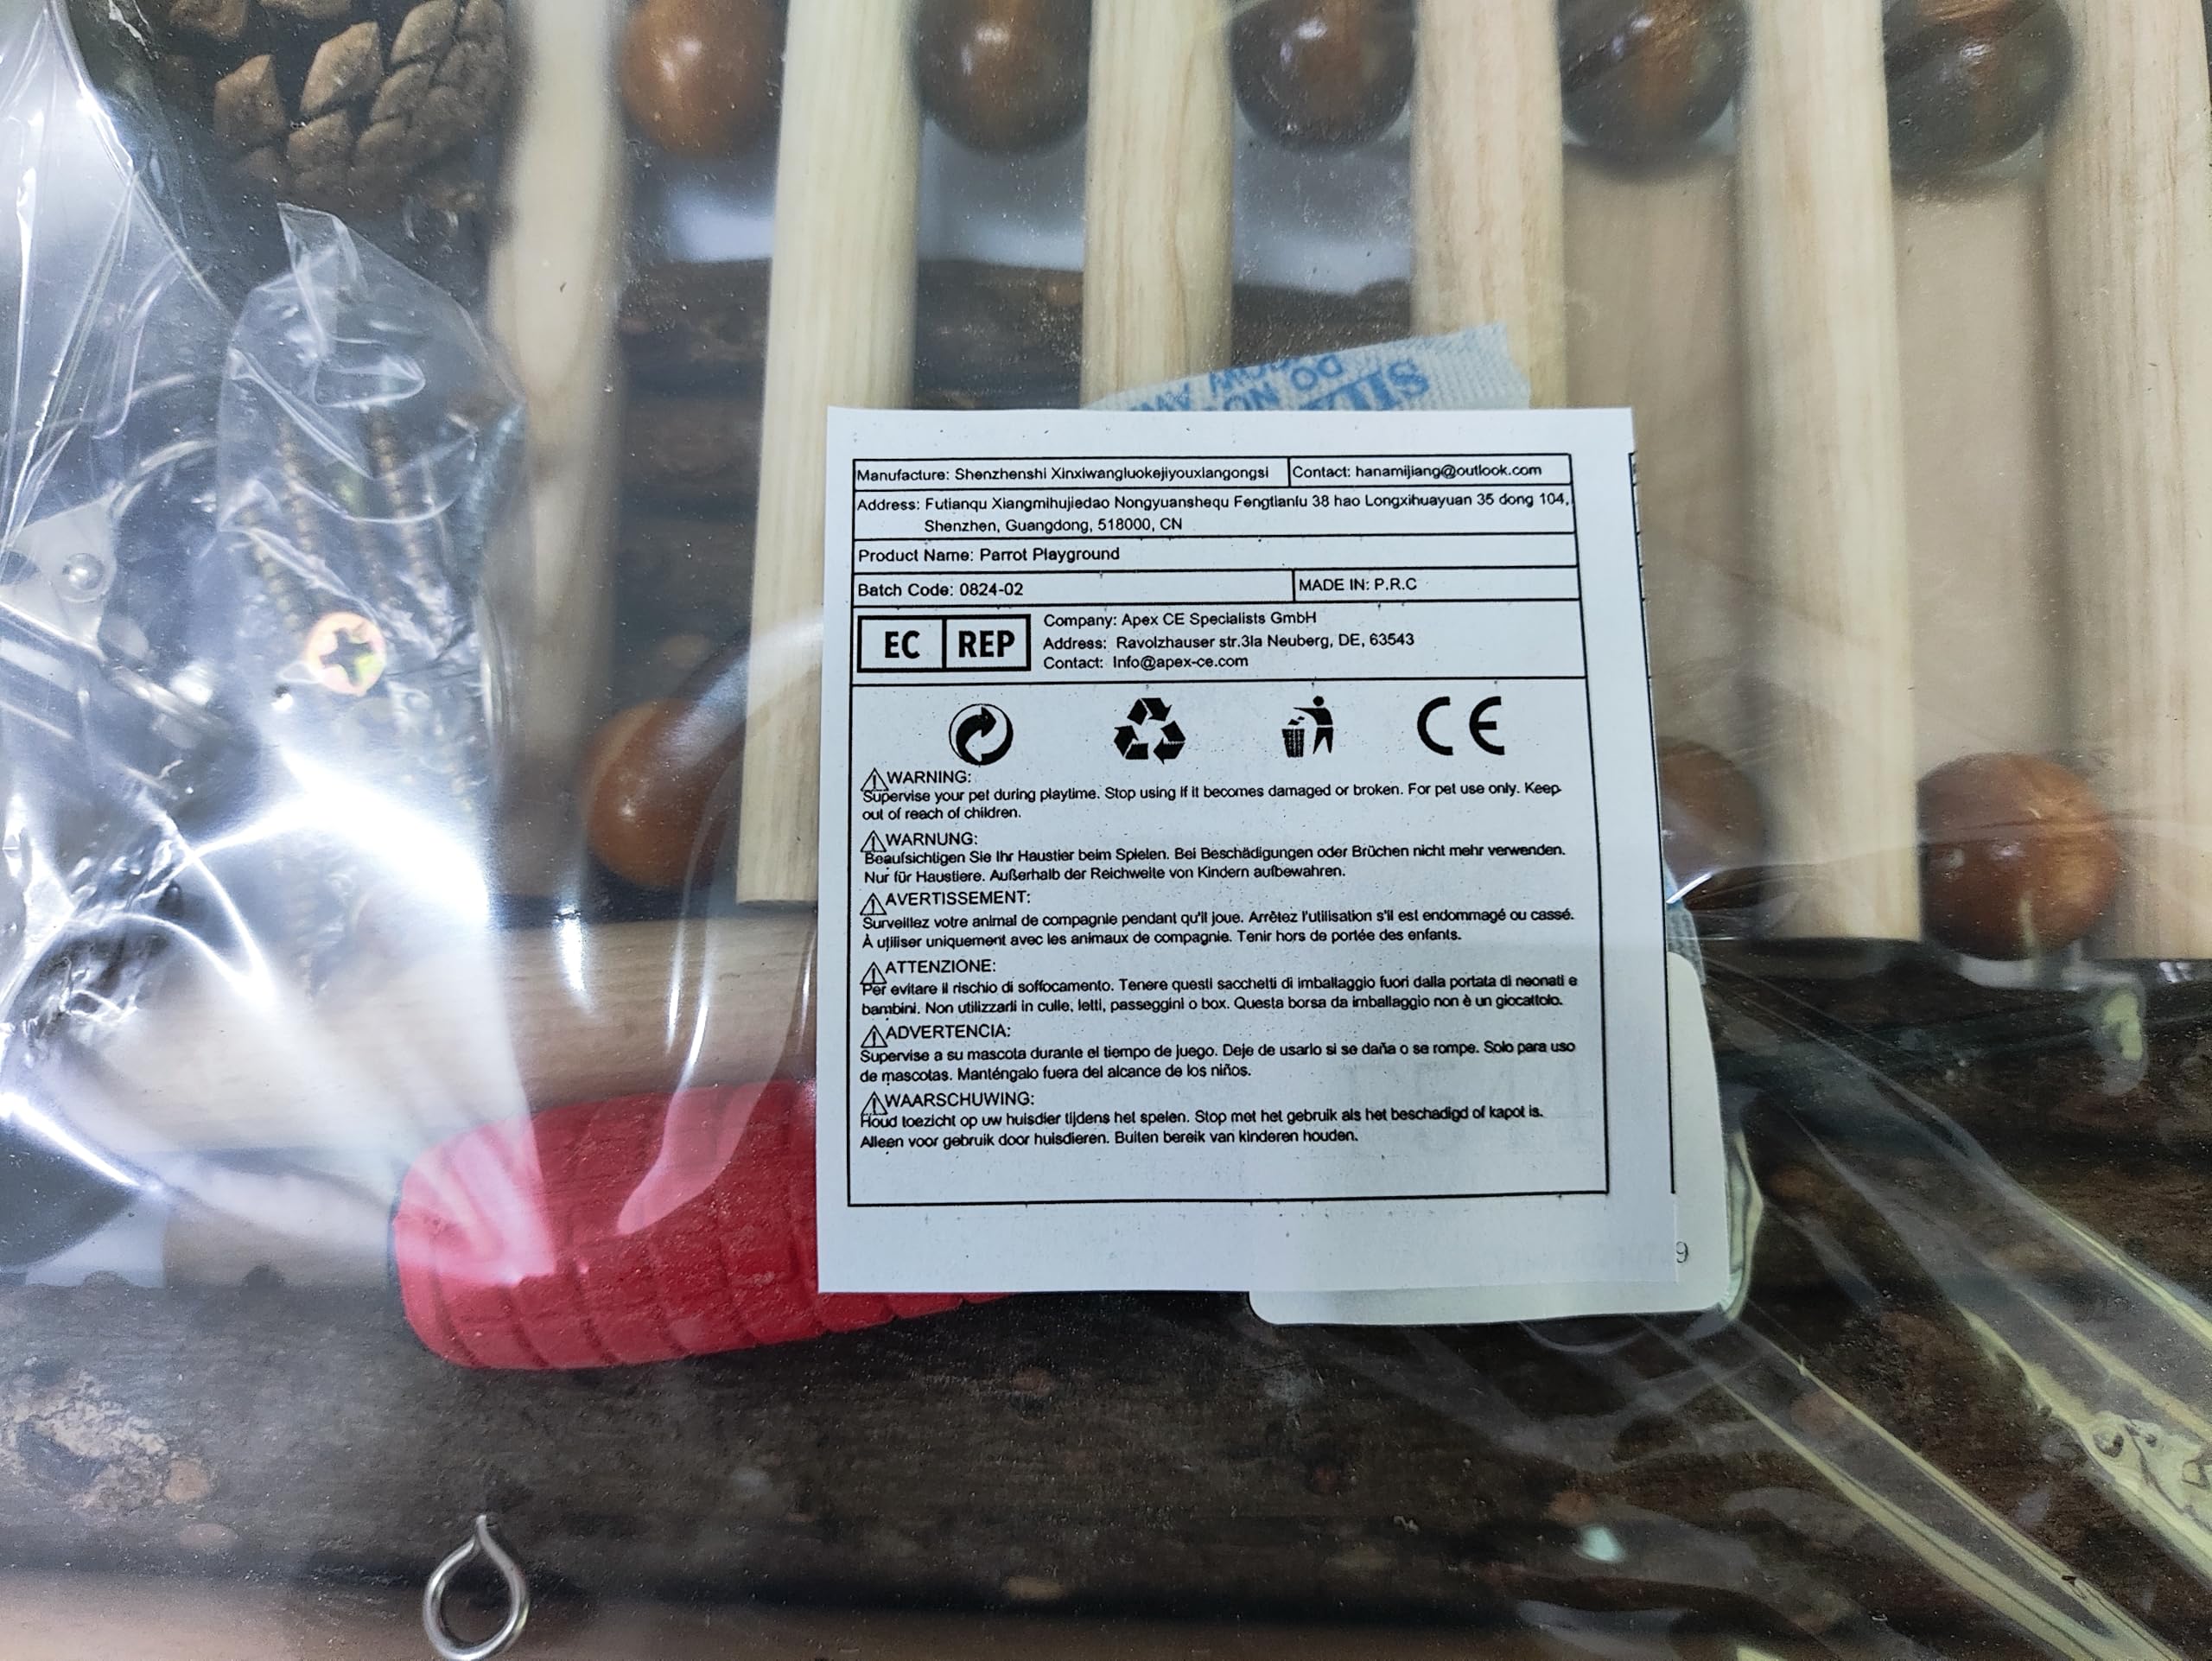 SILI
DO NO
Manufacture: Shenzhenshi Xinxiwangluokejiyouxiangongsi
Contact: hanamijiang@outlook.com
Address: Futianqu Xiangmihujiedao Nongyuanshequ Fengtianlu 38 hao Longxihuayuan 35 dong 104,
Shenzhen, Guangdong, 518000, CN
Product Name: Parrot Playground
Batch Code: 0824-02
MADE IN: P.R.C
EC REP
Company: Apex CE Specialists GmbH
Address: Ravolzhauser str.3la Neuberg, DE, 63543
Contact: Info@apex-ce.com
CE
WARNING:
Supervise your pet during playtime. Stop using if it becomes damaged or broken. For pet use only. Keep
out of reach of children.
WARNUNG:
Beaufsichtigen Sie Ihr Haustier beim Spielen. Bei Beschädigungen oder Brüchen nicht mehr verwenden.
Nur für Haustiere. Außerhalb der Reichweite von Kindern aufbewahren.
AVERTISSEMENT:
Surveillez votre animal de compagnie pendant qu'il joue. Arrêtez l'utilisation s'il est endommagé ou cassé.
À utiliser uniquement avec les animaux de compagnie. Tenir hors de portée des enfants.
ATTENZIONE:
Per evitare il rischio di soffocamento. Tenere questi sacchetti di imballaggio fuori dalla portata di neonati e
bambini. Non utilizzarli in culle, letti, passeggini o box. Questa borsa da imballaggio non è un giocattolo.
ADVERTENCIA:
Supervise a su mascota durante el tiempo de juego. Deje de usarlo si se daña o se rompe. Solo para uso
de mascotas. Manténgalo fuera del alcance de los niños.
WAARSCHUWING:
Houd toezicht op uw huisdier tijdens het spelen. Stop met het gebruik als het beschadigd of kapot is.
Alleen voor gebruik door huisdieren. Buiten bereik van kinderen houden.
9